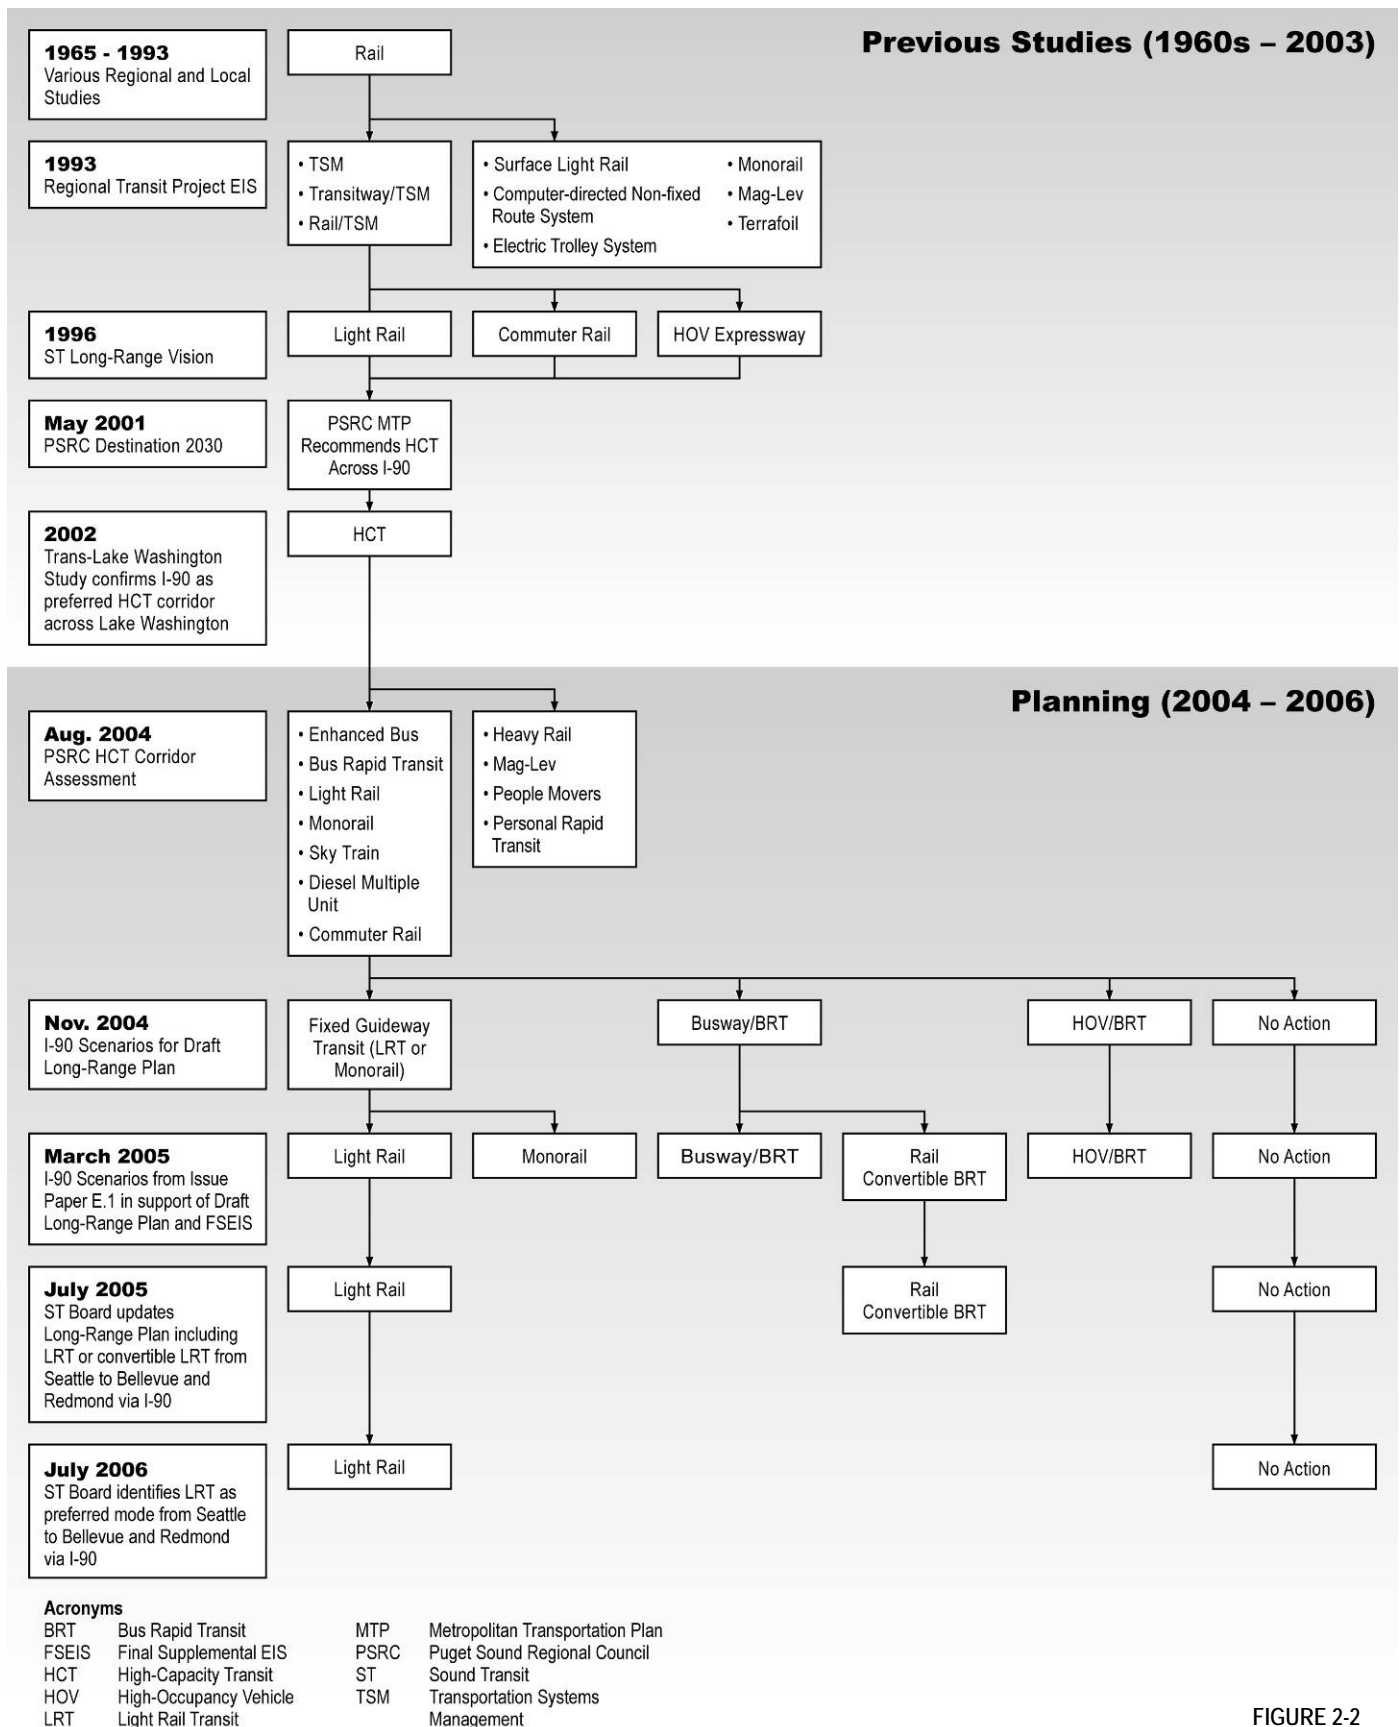 Previous Studies (1960s – 2003)
1965 - 1993
Various Regional and Local
Studies
Rail
1993
Regional Transit Project EIS
• TSM
• Transitway/TSM
• Rail/TSM
• Surface Light Rail
• Computer-directed Non-fixed
Route System
• Electric Trolley System
• Monorail
• Mag-Lev
• Terrafoil
1996
ST Long-Range Vision
Light Rail
Commuter Rail
HOV Expressway
May 2001
PSRC Destination 2030
PSRC MTP
Recommends HCT
Across I-90
2002
Trans-Lake Washington
Study confirms I-90 as
preferred HCT corridor
across Lake Washington
HCT
Planning (2004 – 2006)
Aug. 2004
PSRC HCT Corridor
Assessment
• Enhanced Bus
• Bus Rapid Transit
• Light Rail
• Monorail
• Sky Train
• Diesel Multiple
Unit
• Commuter Rail
• Heavy Rail
• Mag-Lev
• People Movers
• Personal Rapid
Transit
Nov. 2004
I-90 Scenarios for Draft
Long-Range Plan
Fixed Guideway
Transit (LRT or
Monorail)
Busway/BRT
HOV/BRT
No Action
March 2005
I-90 Scenarios from Issue
Paper E.1 in support of Draft
Long-Range Plan and FSEIS
Light Rail
Monorail
Busway/BRT
Rail
Convertible BRT
HOV/BRT
No Action
July 2005
ST Board updates
Long-Range Plan including
LRT or convertible LRT from
Seattle to Bellevue and
Redmond via I-90
Light Rail
Rail
Convertible BRT
No Action
July 2006
ST Board identifies LRT as
preferred mode from Seattle
to Bellevue and Redmond
via I-90
Light Rail
No Action
Acronyms
BRT Bus Rapid Transit
FSEIS Final Supplemental EIS
HCT High-Capacity Transit
HOV High-Occupancy Vehicle
LRT Light Rail Transit
MTP Metropolitan Transportation Plan
PSRC Puget Sound Regional Council
ST Sound Transit
TSM Transportation Systems
Management
FIGURE 2-2